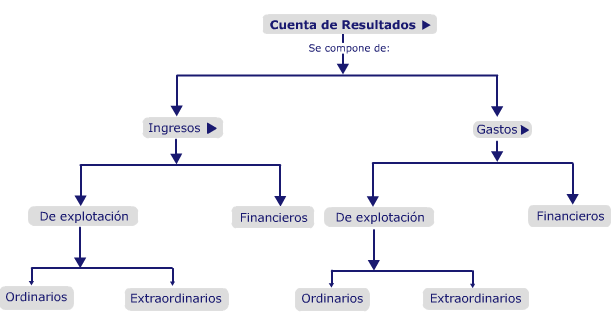 Cuenta de Resultados
Se compone de:
Ingresos
Gastos
De explotación
Financieros
De explotación
Financieros
Ordinarios
Extraordinarios
Ordinarios
Extraordinarios